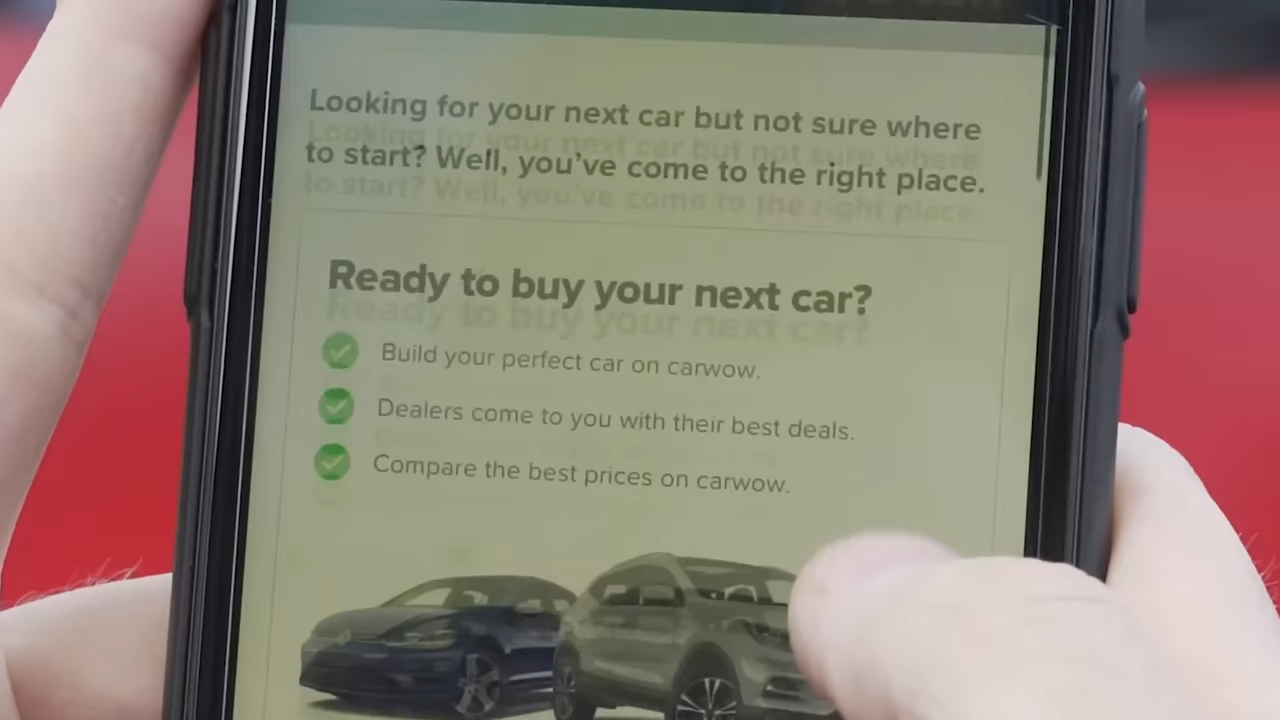 Looking for your next car but not sure where
to start? Well, you've come to the right place.
Ready to buy your next car?
Build your perfect car on carwow.
Dealers come to you with their best deals.
Compare the best prices on carwow.